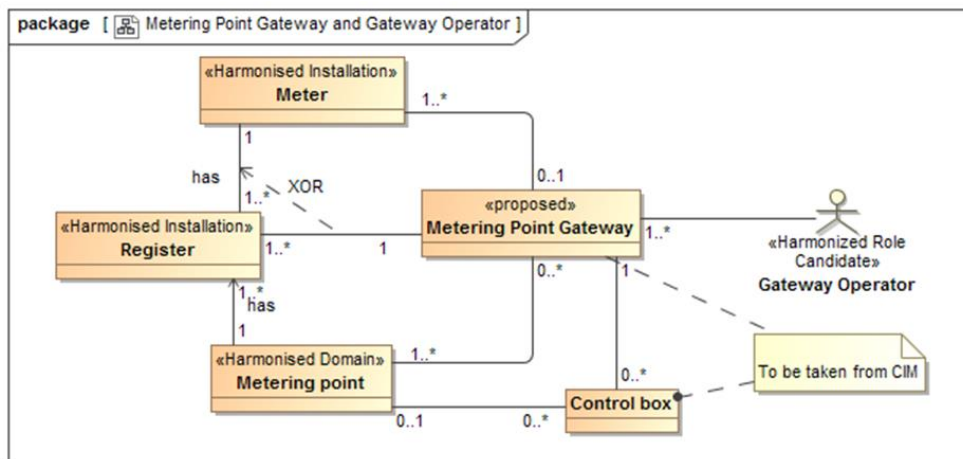 package [ Metering Point Gateway and Gateway Operator ]
«Harmonised Installation»
Meter
1..*
1
0..1
has
XOR
1..*
«proposed»
Metering Point Gateway
«Harmonised Installation»
Register
1..*
1
1..*
«Harmonized Role
Candidate»
Gateway Operator
0..*
1
1..*
has
1
«Harmonised Domain»
Metering point
1..*
To be taken from CIM
0..*
Control box
0..1
0..*